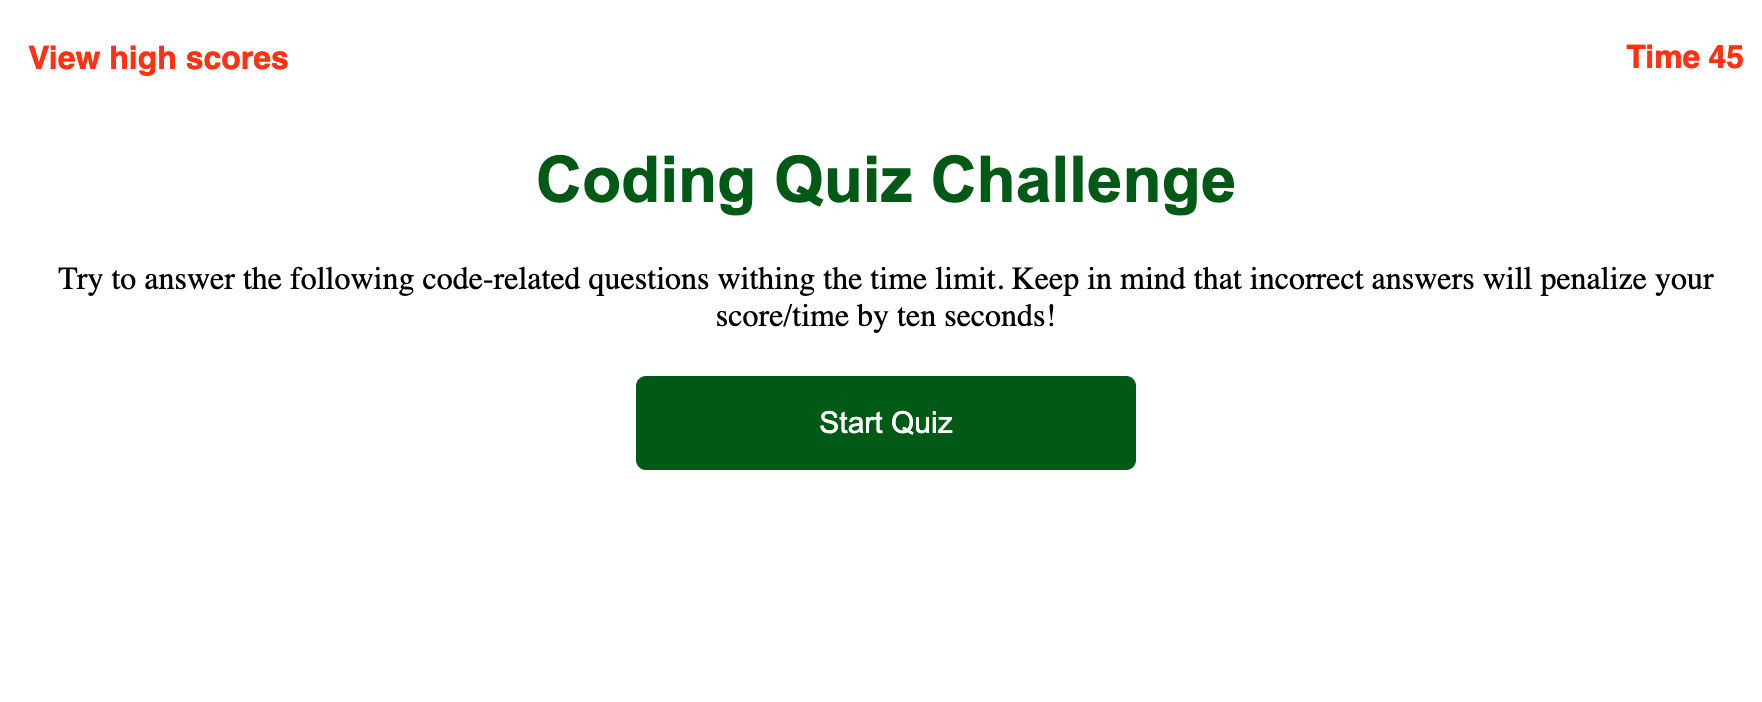 View high scores
Time 45
Coding Quiz Challenge
Try to answer the following code-related questions withing the time limit. Keep in mind that incorrect answers will penalize your
score/time by ten seconds!
Start Quiz